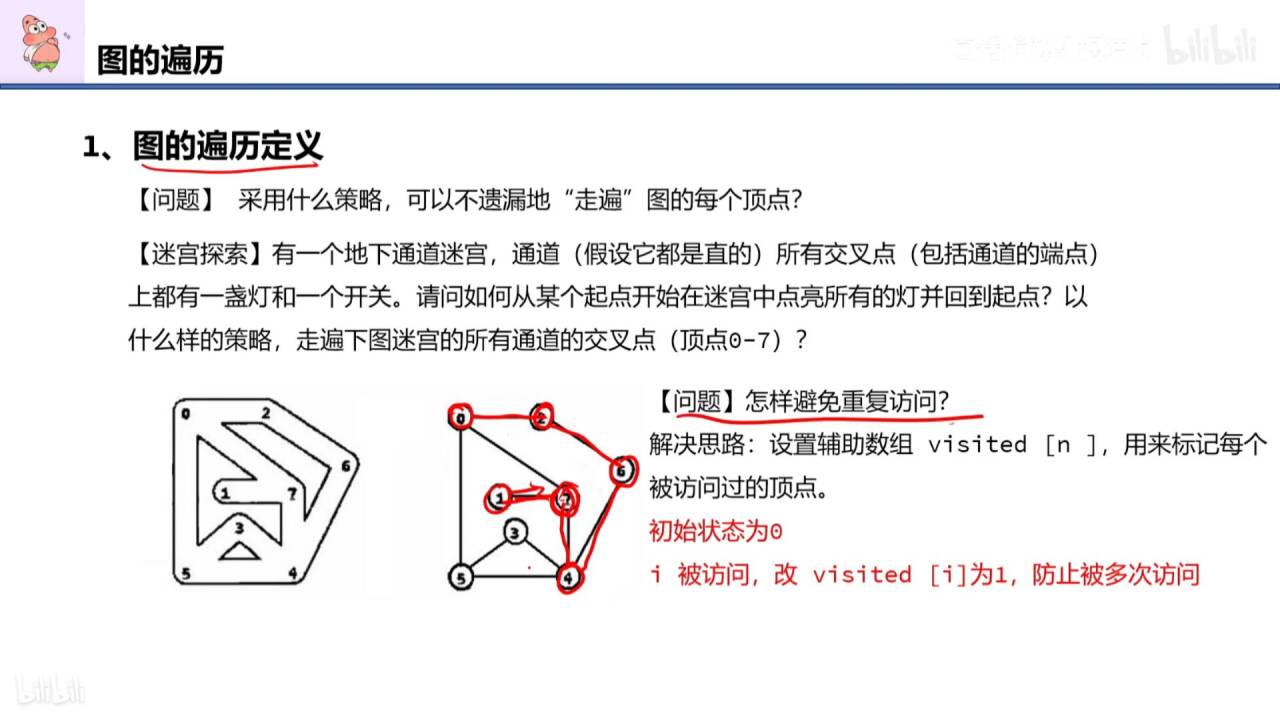 图的遍历
bilibili
1、图的遍历定义
【问题】 采用什么策略，可以不遗漏地“走遍”图的每个顶点？
【迷宫探索】有一个地下通道迷宫，通道（假设它都是直的）所有交叉点（包括通道的端点）
上都有一盏灯和一个开关。请问如何从某个起点开始在迷宫中点亮所有的灯并回到起点？以
什么样的策略，走遍下图迷宫的所有通道的交叉点（顶点0-7）？
0 2
6
1 7
3
5 4
0 2
6
1 7
3
5 4
【问题】怎样避免重复访问？
解决思路：设置辅助数组 visited [n ]，用来标记每个
被访问过的顶点。
初始状态为0
i 被访问，改 visited [i]为1，防止被多次访问
bilibili